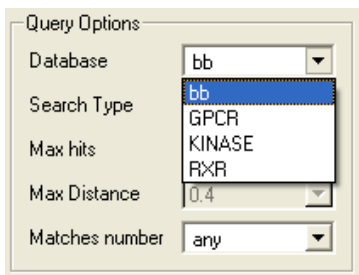 Query Options
Database bb
bb
Search Type
GPCR
KINASE
Max hits
RXR
Max Distance 0.4
Matches number any